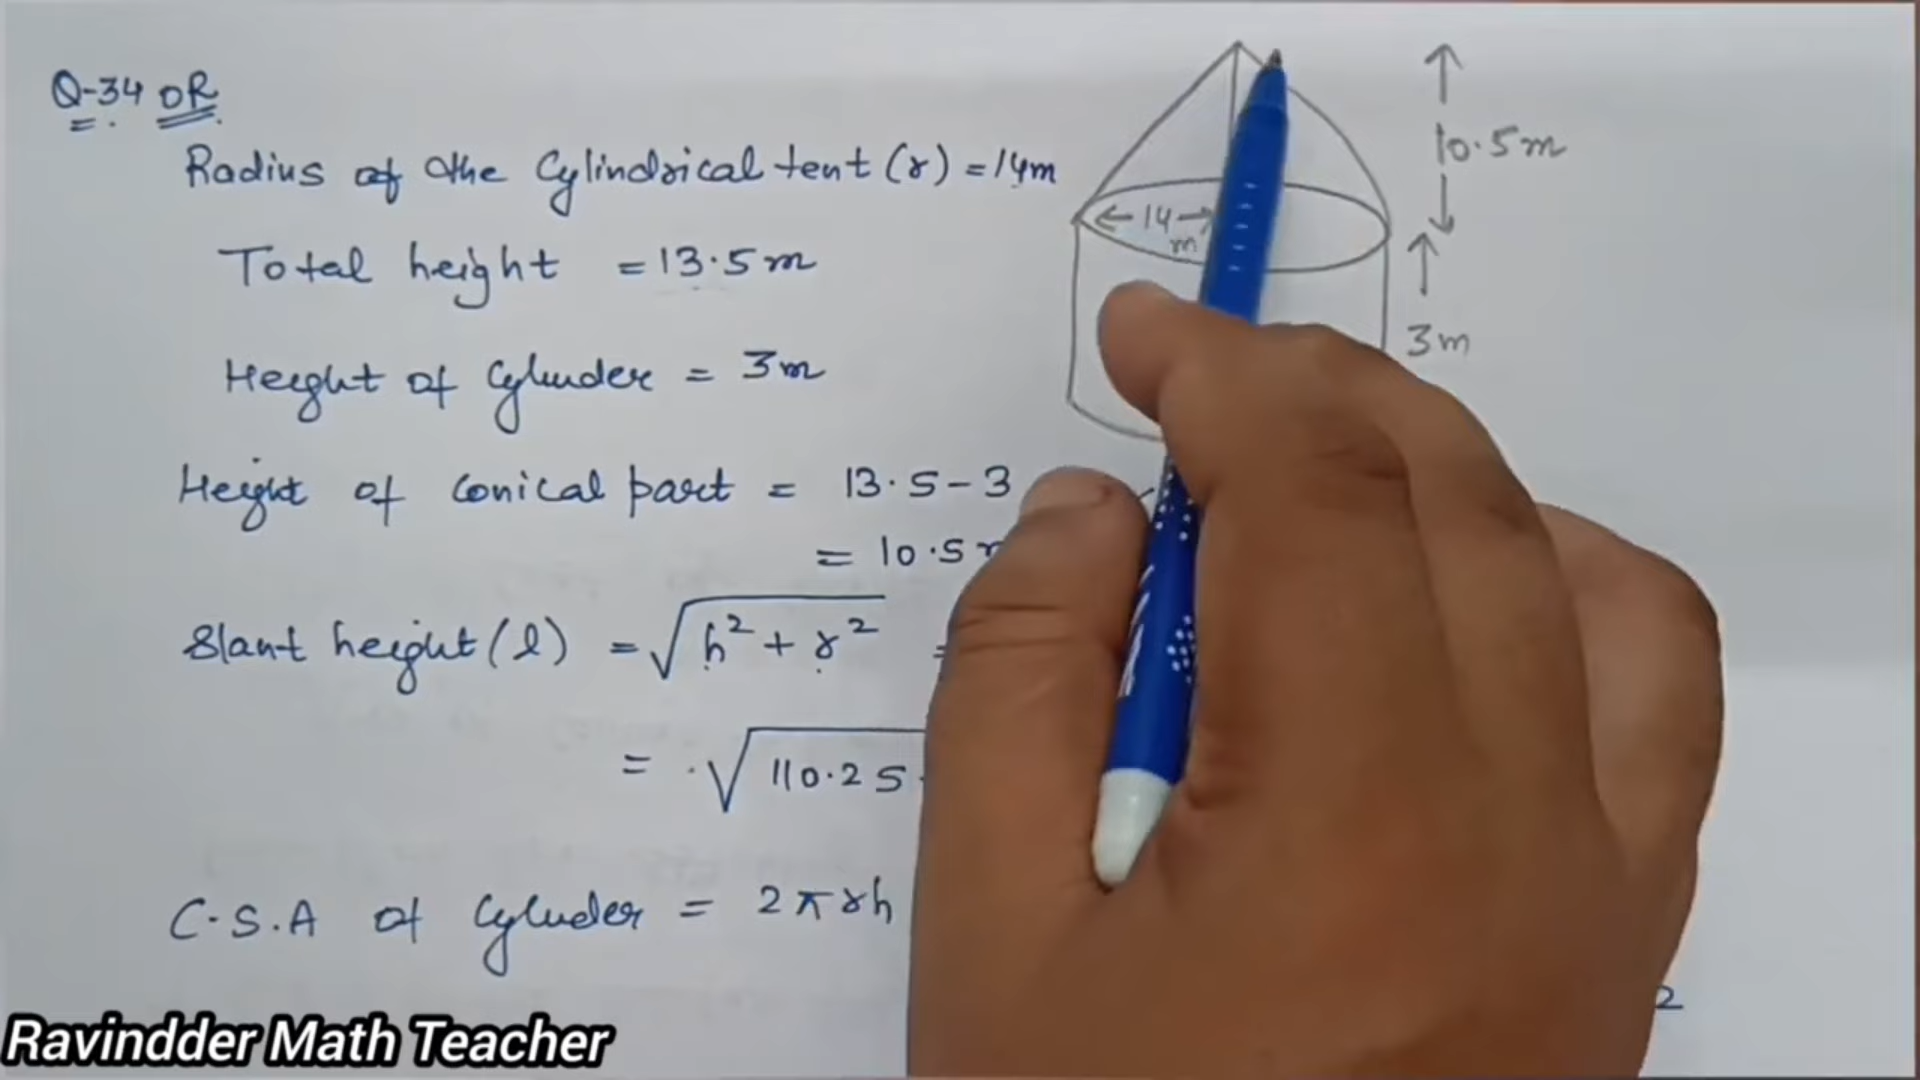 Q-34 OR
Radius of the Cylindrical tent (r) = 14m
Total height = 13.5m
Height of Cylinder = 3m
Height of Conical part = 13.5-3
= 10.5
Slant height (l) = √h² + r² =
= √110.25
C.S.A of Cylinder = 2πrh
10.5m
14
m
3m
2
Ravindder Math Teacher